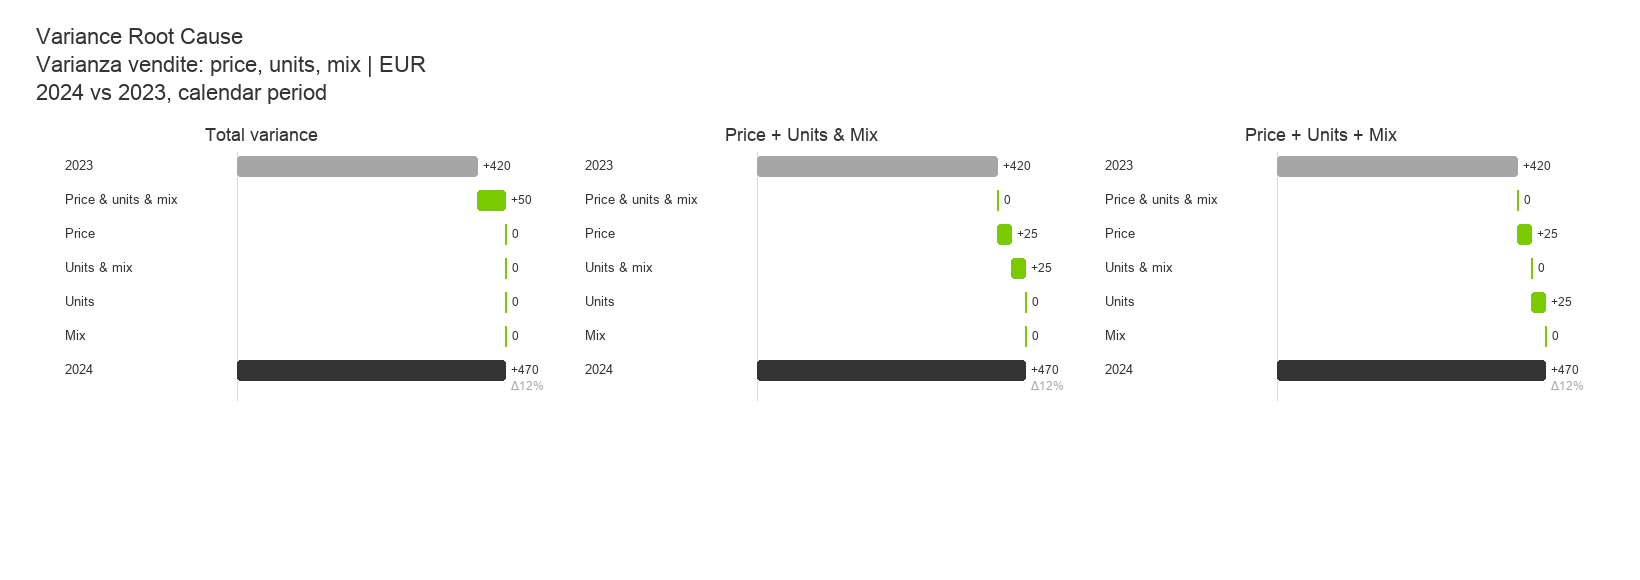 Variance Root Cause
Varianza vendite: price, units, mix | EUR
2024 vs 2023, calendar period
Total variance
2023 +420
Price & units & mix +50
Price 0
Units & mix 0
Units 0
Mix 0
2024 +470
Δ12%
Price + Units & Mix
2023 +420
Price & units & mix 0
Price +25
Units & mix +25
Units 0
Mix 0
2024 +470
Δ12%
Price + Units + Mix
2023 +420
Price & units & mix 0
Price +25
Units & mix 0
Units +25
Mix 0
2024 +470
Δ12%